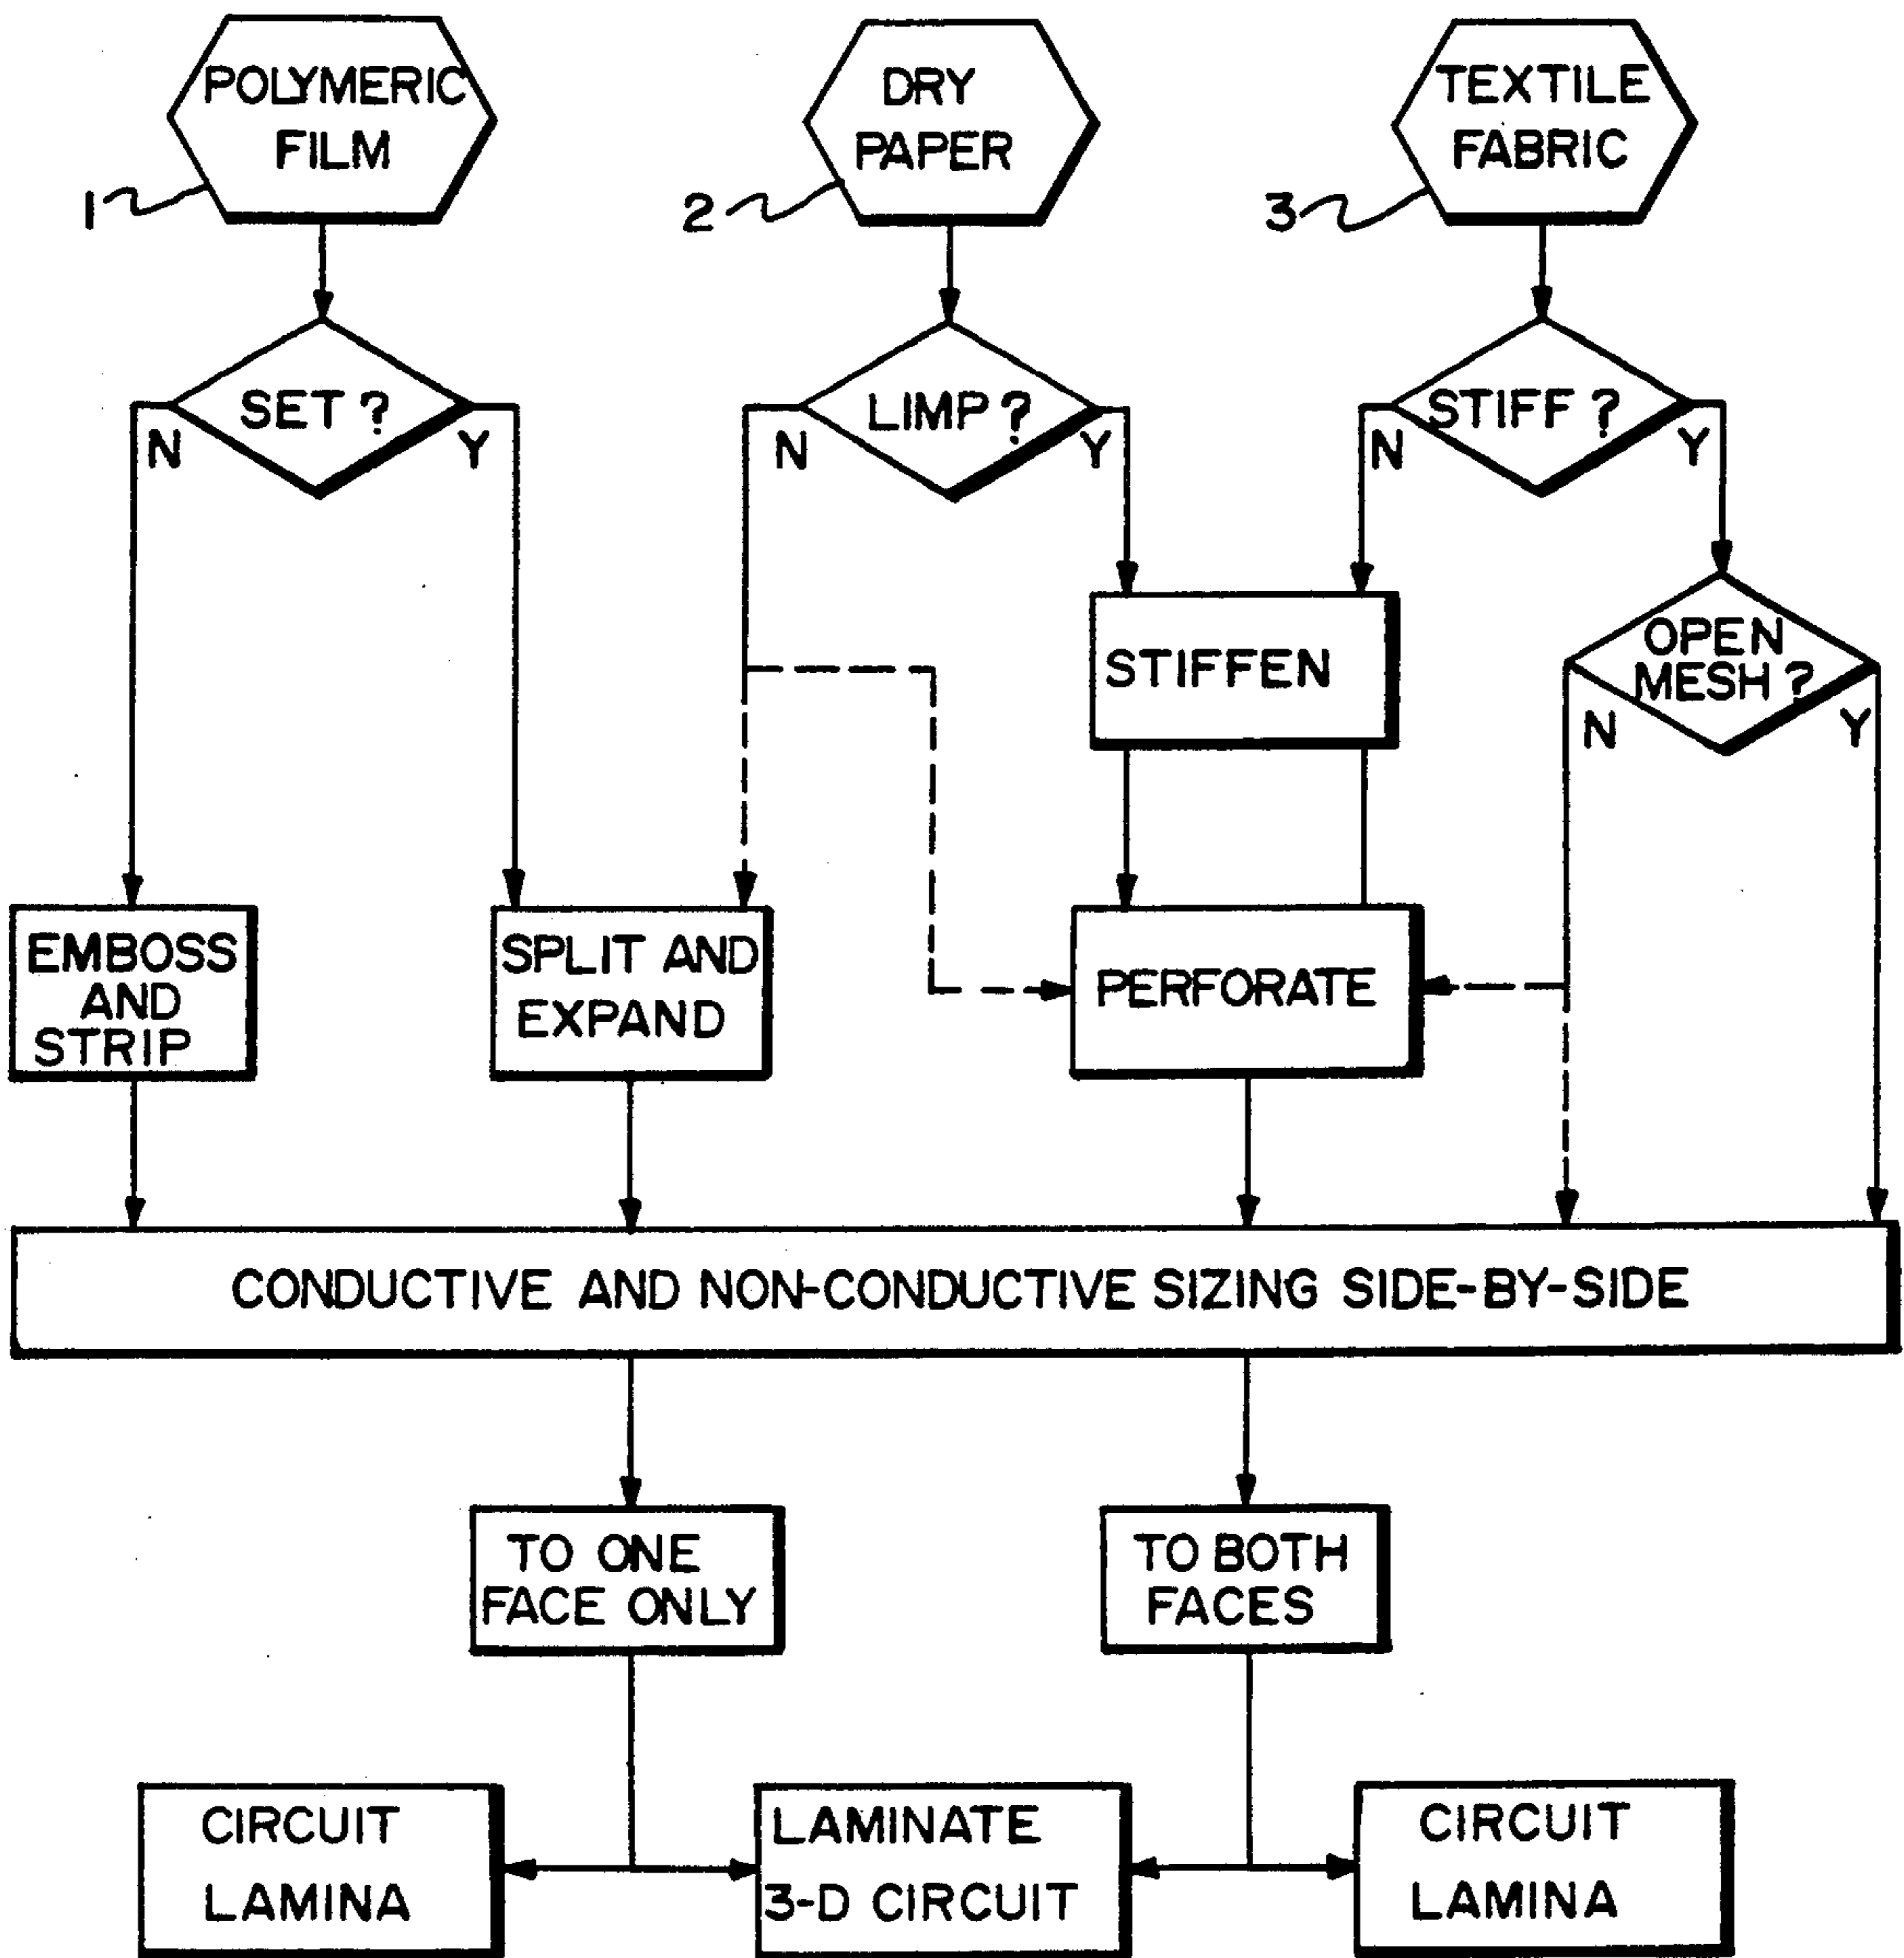 POLYMERIC
FILM
1
DRY
PAPER
2
TEXTILE
FABRIC
3
SET ?
N
Y
LIMP ?
N
Y
STIFF ?
N
Y
STIFFEN
OPEN
MESH ?
N
Y
EMBOSS
AND
STRIP
SPLIT AND
EXPAND
PERFORATE
CONDUCTIVE AND NON-CONDUCTIVE SIZING SIDE-BY-SIDE
TO ONE
FACE ONLY
TO BOTH
FACES
CIRCUIT
LAMINA
LAMINATE
3-D CIRCUIT
CIRCUIT
LAMINA